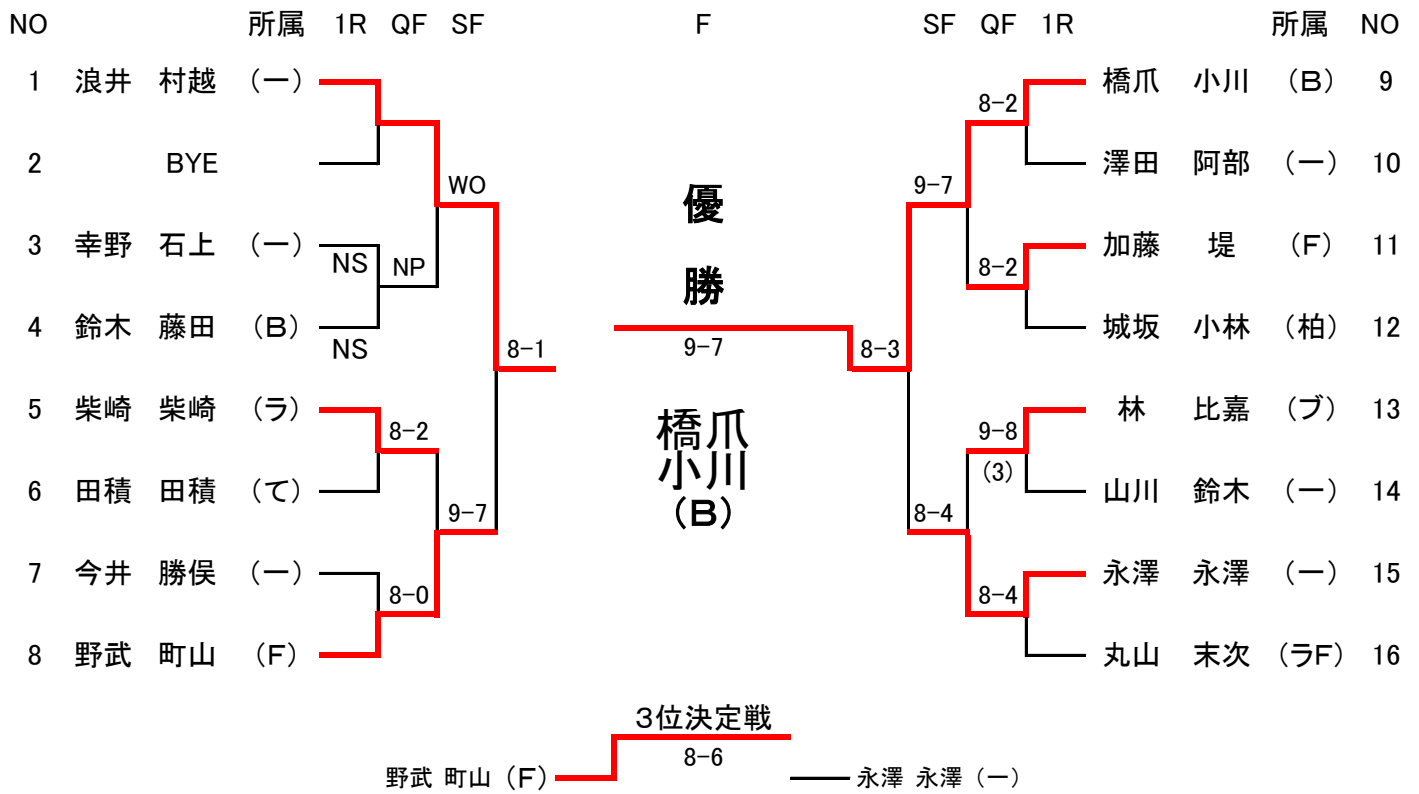 NO 所属 1R QF SF F SF QF 1R 所属 NO
1 浪井 村越 (一) 橋爪 小川 (B) 9
8-2
2 BYE 澤田 阿部 (一) 10
WO 優 9-7
3 幸野 石上 (一) 加藤 堤 (F) 11
NS NP 8-2
勝
4 鈴木 藤田 (B) 城坂 小林 (柏) 12
NS 8-1 9-7 8-3
5 柴崎 柴崎 (ラ) 林 比嘉 (ブ) 13
8-2 橋爪 9-8
小川 (3)
6 田積 田積 (て) 山川 鈴木 (一) 14
9-7 (B) 8-4
7 今井 勝俣 (一) 永澤 永澤 (一) 15
8-0 8-4
8 野武 町山 (F) 丸山 末次 (ラF) 16
3位決定戦
8-6
野武 町山 (F) 永澤 永澤 (一)